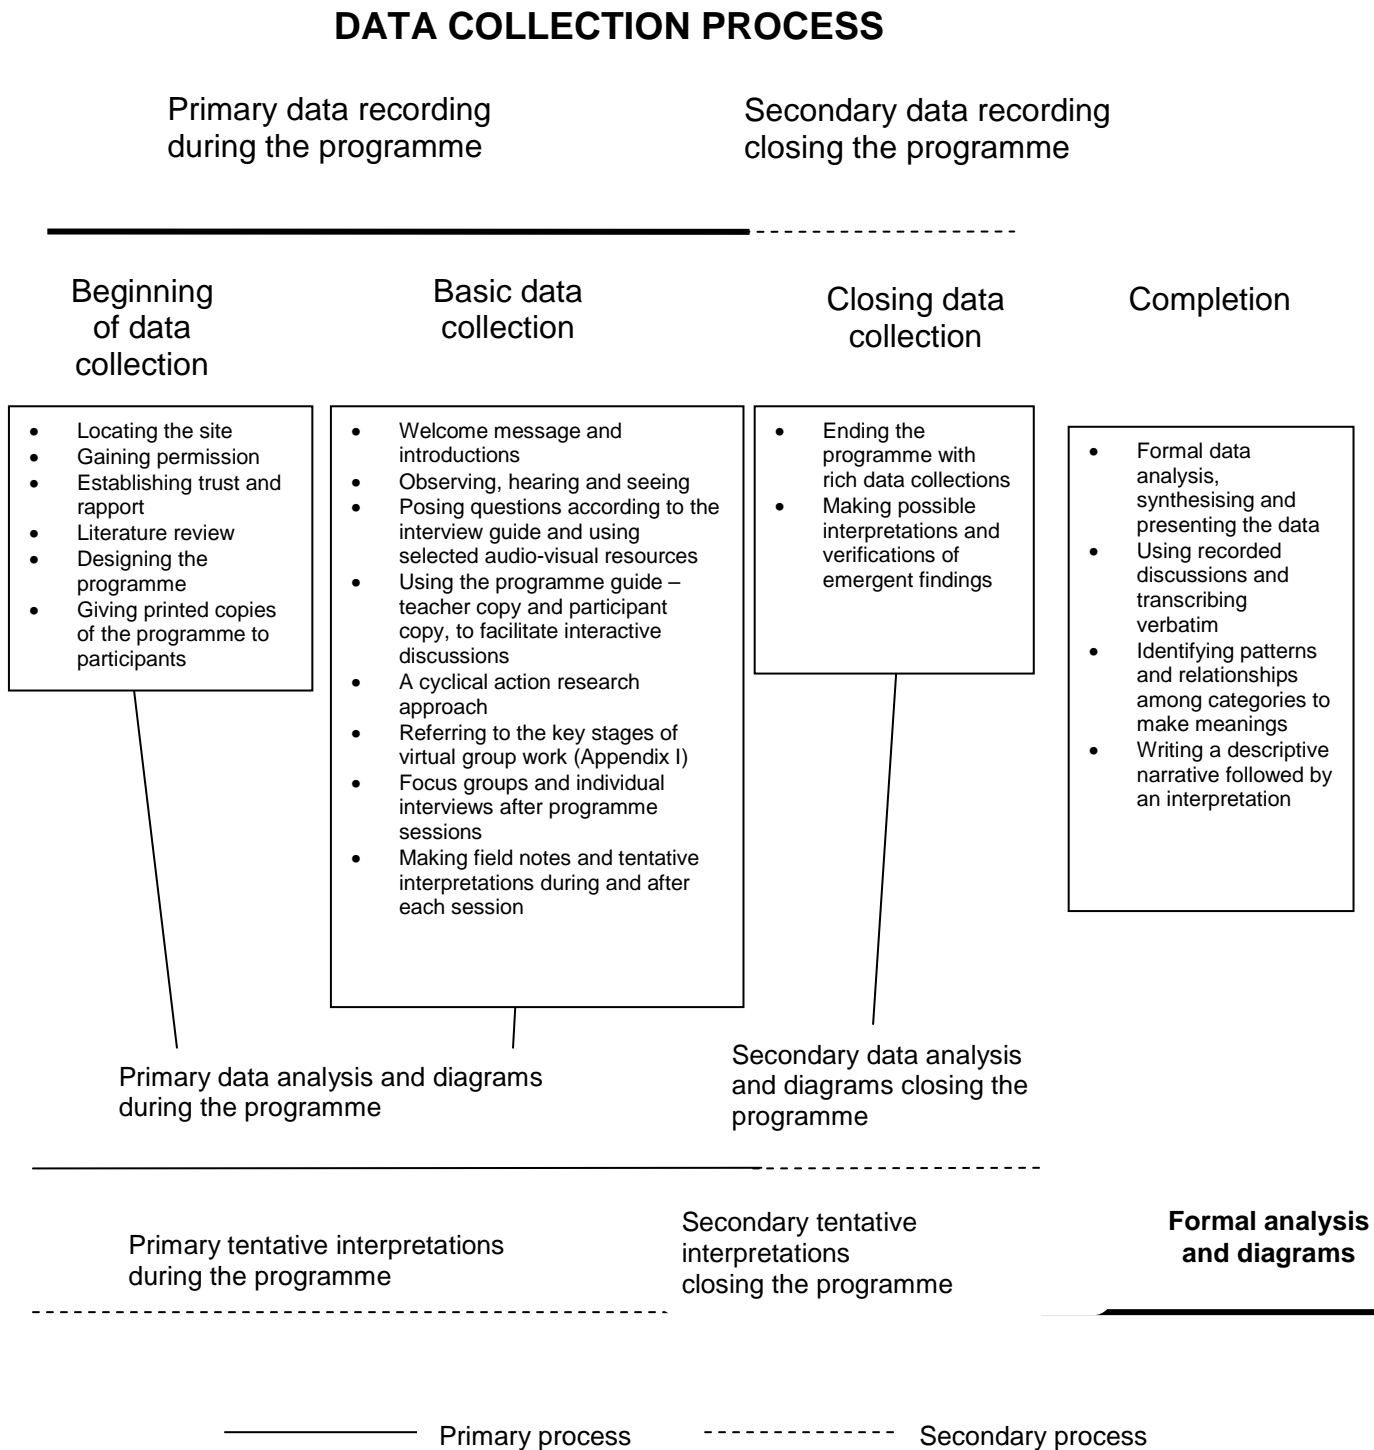 DATA COLLECTION PROCESS
Primary data recording
during the programme
Secondary data recording
closing the programme
Beginning
of data
collection
Basic data
collection
Closing data
collection
Completion
• Locating the site
• Gaining permission
• Establishing trust and
rapport
• Literature review
• Designing the
programme
• Giving printed copies
of the programme to
participants
• Welcome message and
introductions
• Observing, hearing and seeing
• Posing questions according to the
interview guide and using
selected audio-visual resources
• Using the programme guide –
teacher copy and participant
copy, to facilitate interactive
discussions
• A cyclical action research
approach
• Referring to the key stages of
virtual group work (Appendix I)
• Focus groups and individual
interviews after programme
sessions
• Making field notes and tentative
interpretations during and after
each session
• Ending the
programme with
rich data collections
• Making possible
interpretations and
verifications of
emergent findings
• Formal data
analysis,
synthesising and
presenting the data
• Using recorded
discussions and
transcribing
verbatim
• Identifying patterns
and relationships
among categories to
make meanings
• Writing a descriptive
narrative followed by
an interpretation
Primary data analysis and diagrams
during the programme
Secondary data analysis
and diagrams closing the
programme
Primary tentative interpretations
during the programme
Secondary tentative
interpretations
closing the programme
Formal analysis
and diagrams
Primary process
Secondary process